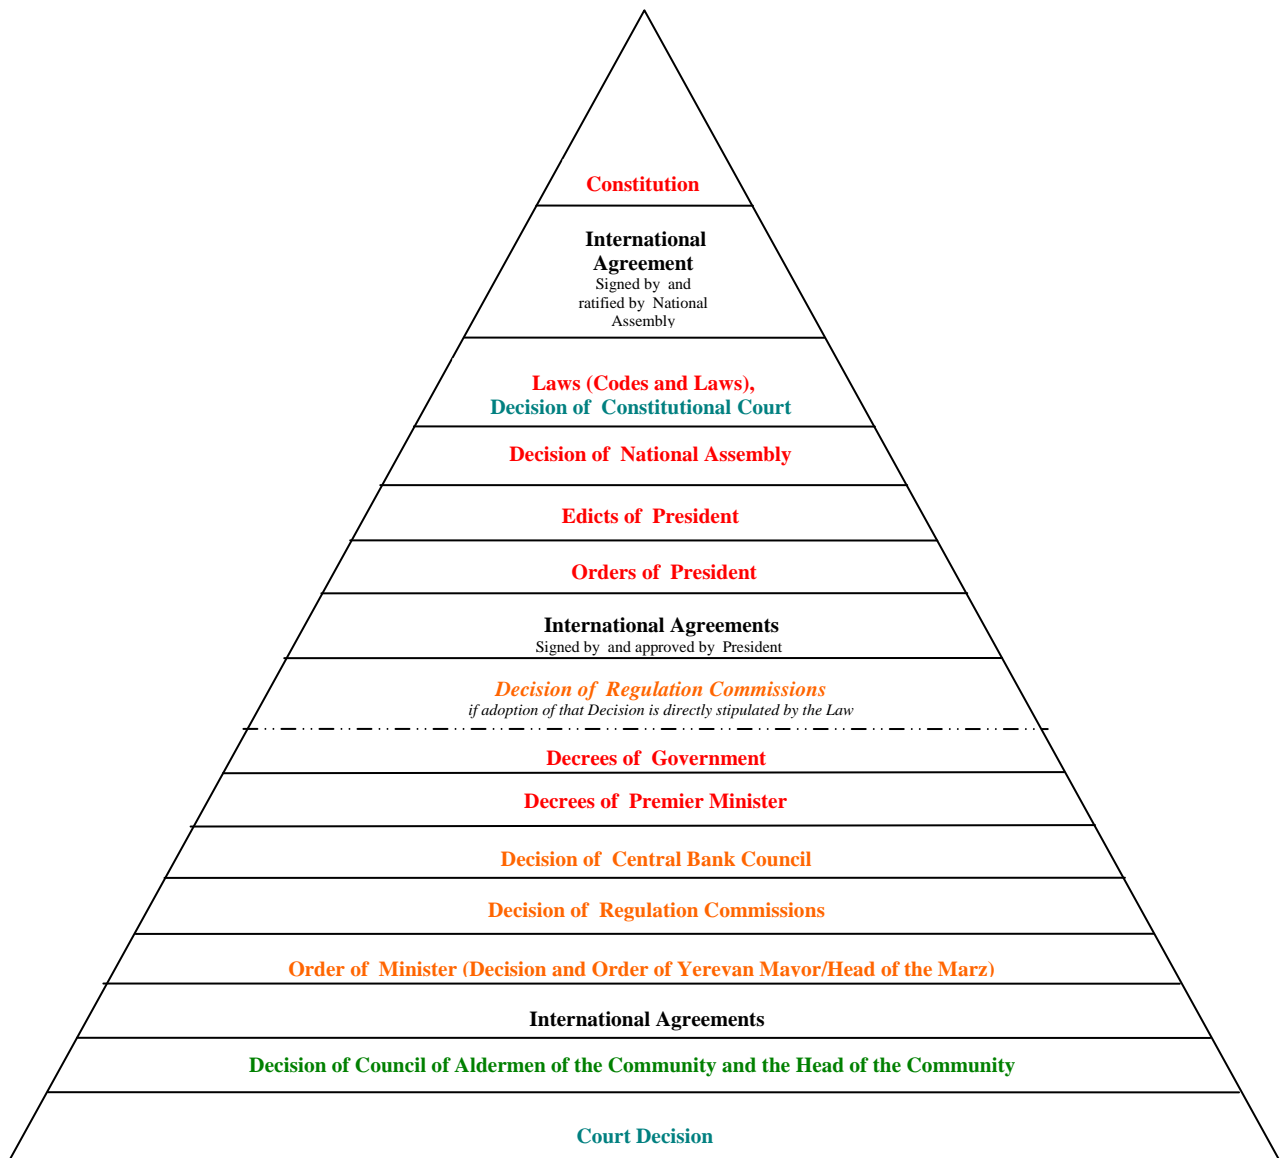 Constitution
International
Agreement
Signed by and
ratified by National
Assembly
Laws (Codes and Laws),
Decision of Constitutional Court
Decision of National Assembly
Edicts of President
Orders of President
International Agreements
Signed by and approved by President
Decision of Regulation Commissions
if adoption of that Decision is directly stipulated by the Law
Decrees of Government
Decrees of Premier Minister
Decision of Central Bank Council
Decision of Regulation Commissions
Order of Minister (Decision and Order of Yerevan Mayor/Head of the Marz)
International Agreements
Decision of Council of Aldermen of the Community and the Head of the Community
Court Decision